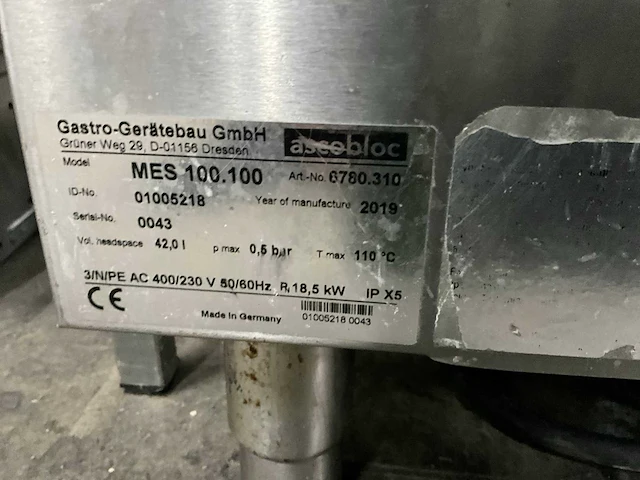 Gastro-Gerätebau GmbH ascobloc
Grüner Weg 29, D-01156 Dresden
Model MES 100.100 Art.-No. 6780.310
ID-No. 01005218 Year of manufacture 2019
Serial-No. 0043
Vol. headspace 42,0 l p max 0,5 bar T max 110 °C
3/N/PE AC 400/230 V 50/60Hz P, 18,5 kW IP X5
CE
Made in Germany 01005218 0043